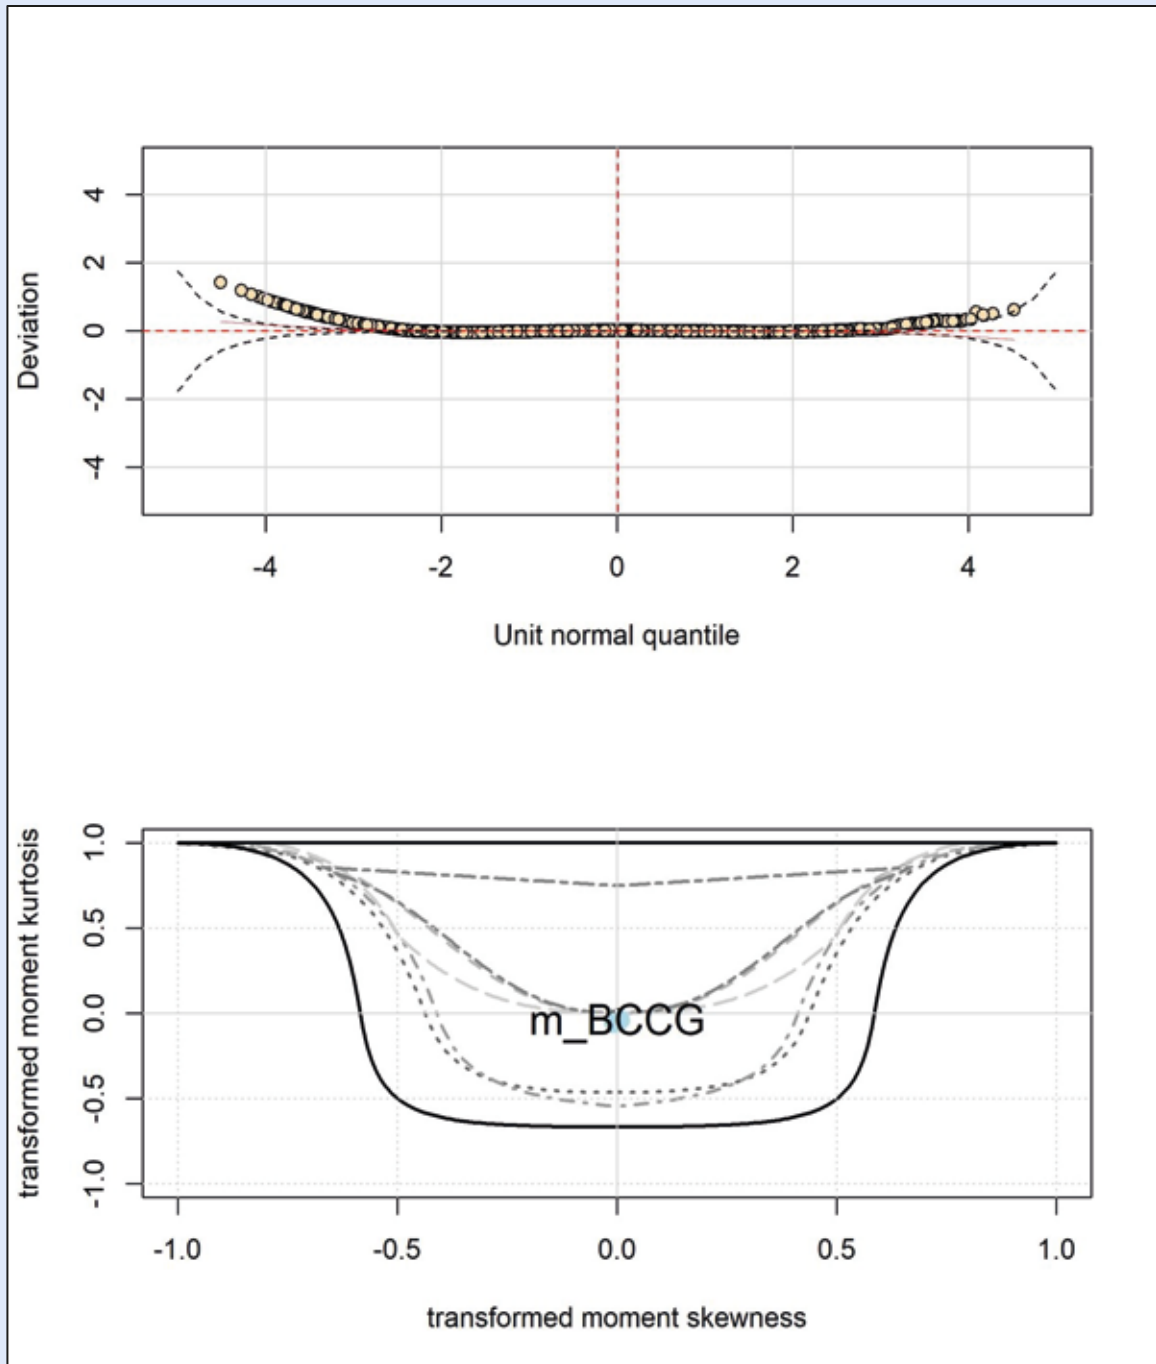 4
2
0
-2
-4
Deviation
-4 -2 0 2 4
Unit normal quantile
1.0
0.5
0.0
-0.5
-1.0
transformed moment kurtosis
m_BCCG
-1.0 -0.5 0.0 0.5 1.0
transformed moment skewness